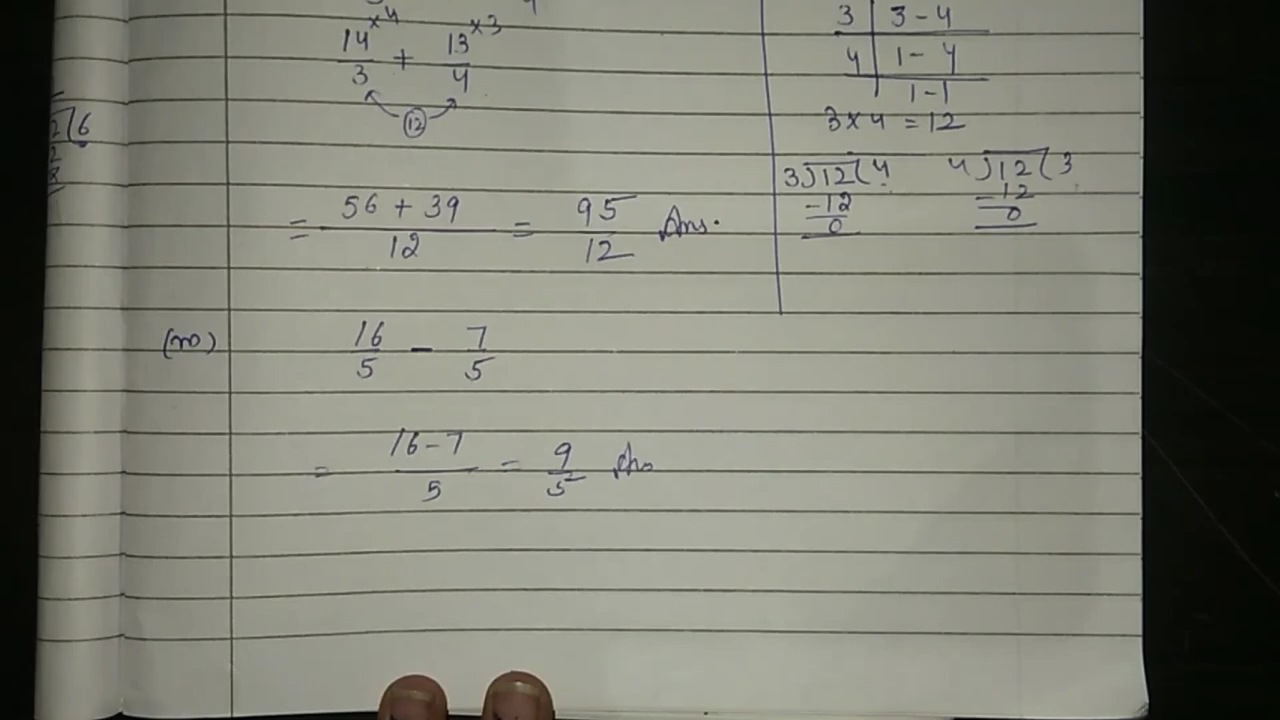 ×4 ×3
14/3 + 13/4
12
= 56 + 39 / 12 = 95/12 Ans.
3 | 3 - 4
4 | 1 - 4
1 - 1
3 × 4 = 12
3)12(4
-12
0
4)12(3
-12
0
(m) 16/5 - 7/5
= 16 - 7 / 5 = 9/5 Ans